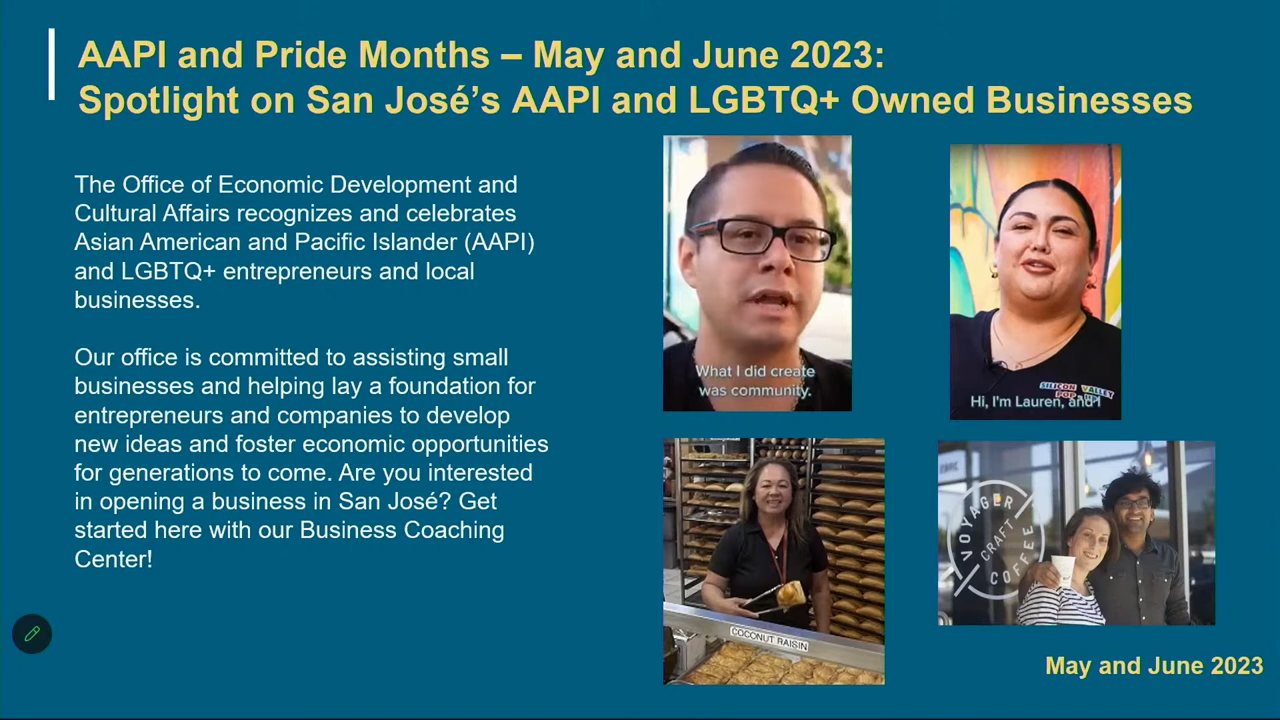 AAPI and Pride Months – May and June 2023:
Spotlight on San José's AAPI and LGBTQ+ Owned Businesses
The Office of Economic Development and
Cultural Affairs recognizes and celebrates
Asian American and Pacific Islander (AAPI)
and LGBTQ+ entrepreneurs and local
businesses.
Our office is committed to assisting small
businesses and helping lay a foundation for
entrepreneurs and companies to develop
new ideas and foster economic opportunities
for generations to come. Are you interested
in opening a business in San José? Get
started here with our Business Coaching
Center!
What I did create
was community.
SILICON VALLEY
POP-UP
Hi, I'm Lauren, and I
COCONUT RAISIN
VOYAGER
CRAFT
COFFEE
May and June 2023